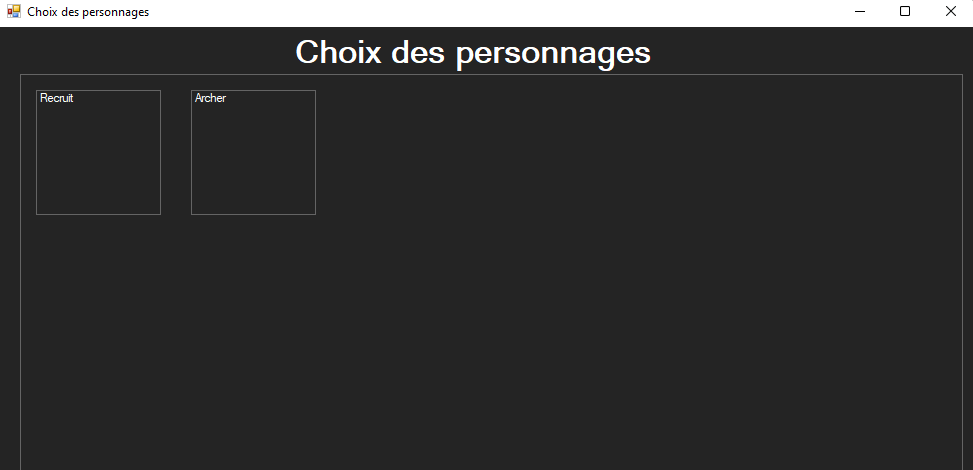 Choix des personnages
Choix des personnages
Recruit
Archer